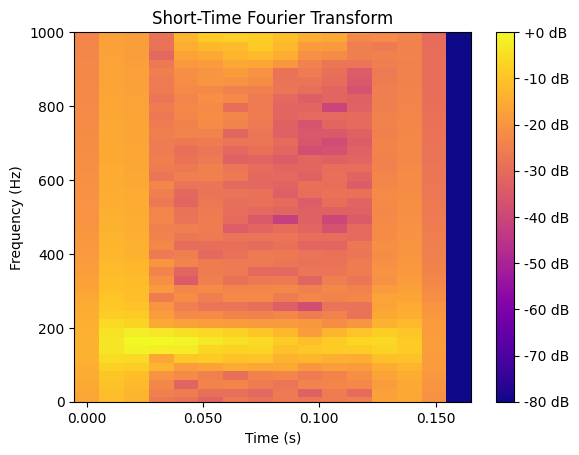 Short-Time Fourier Transform
1000
800
600
400
200
0
Frequency (Hz)
0.000
0.050
0.100
0.150
Time (s)
+0 dB
-10 dB
-20 dB
-30 dB
-40 dB
-50 dB
-60 dB
-70 dB
-80 dB